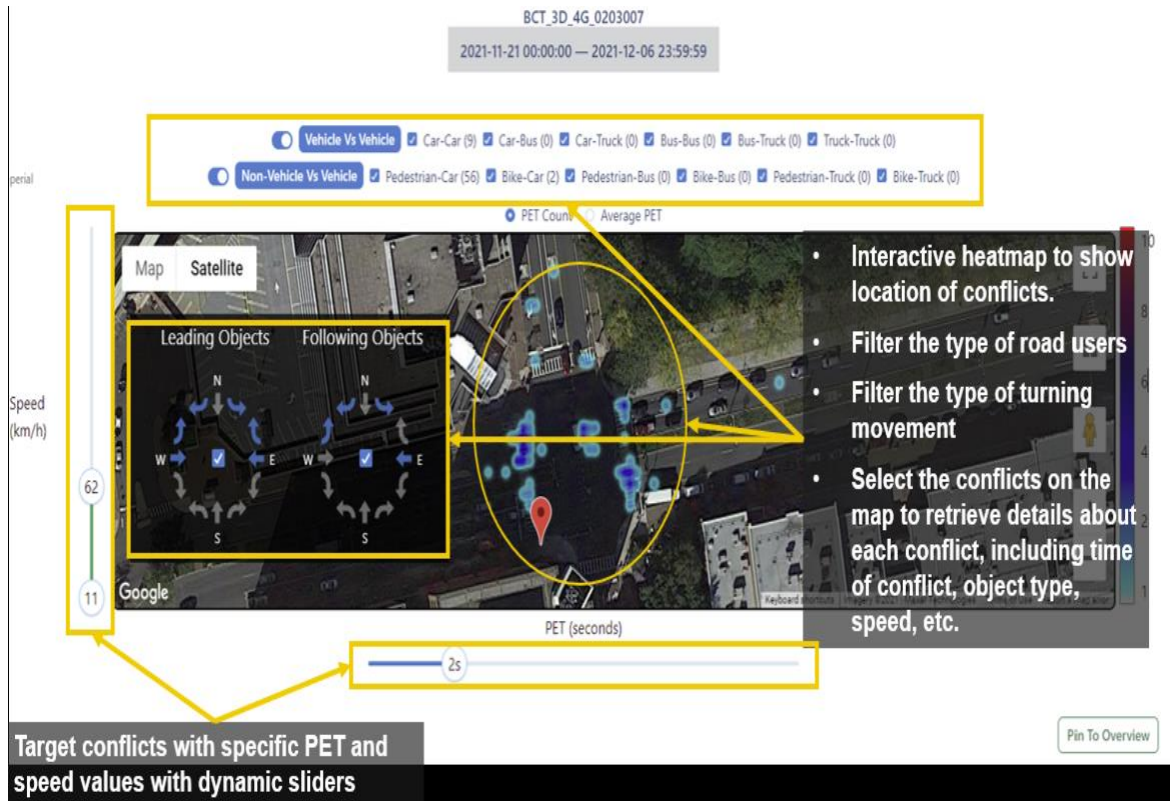 BCT_3D_4G_0203007
2021-11-21 00:00:00 — 2021-12-06 23:59:59
Vehicle Vs Vehicle Car-Car (9) Car-Bus (0) Car-Truck (0) Bus-Bus (0) Bus-Truck (0) Truck-Truck (0)
perial
Non-Vehicle Vs Vehicle Pedestrian-Car (56) Bike-Car (2) Pedestrian-Bus (0) Bike-Bus (0) Pedestrian-Truck (0) Bike-Truck (0)
PET Count Average PET
Map Satellite
Leading Objects Following Objects
N N
W E W E
S S
Speed
(km/h)
62
11
Google
Keyboard shortcuts
• Interactive heatmap to show
location of conflicts.
• Filter the type of road users
• Filter the type of turning
movement
• Select the conflicts on the
map to retrieve details about
each conflict, including time
of conflict, object type,
speed, etc.
10
8
6
4
2
1
PET (seconds)
2s
Target conflicts with specific PET and
speed values with dynamic sliders
Pin To Overview